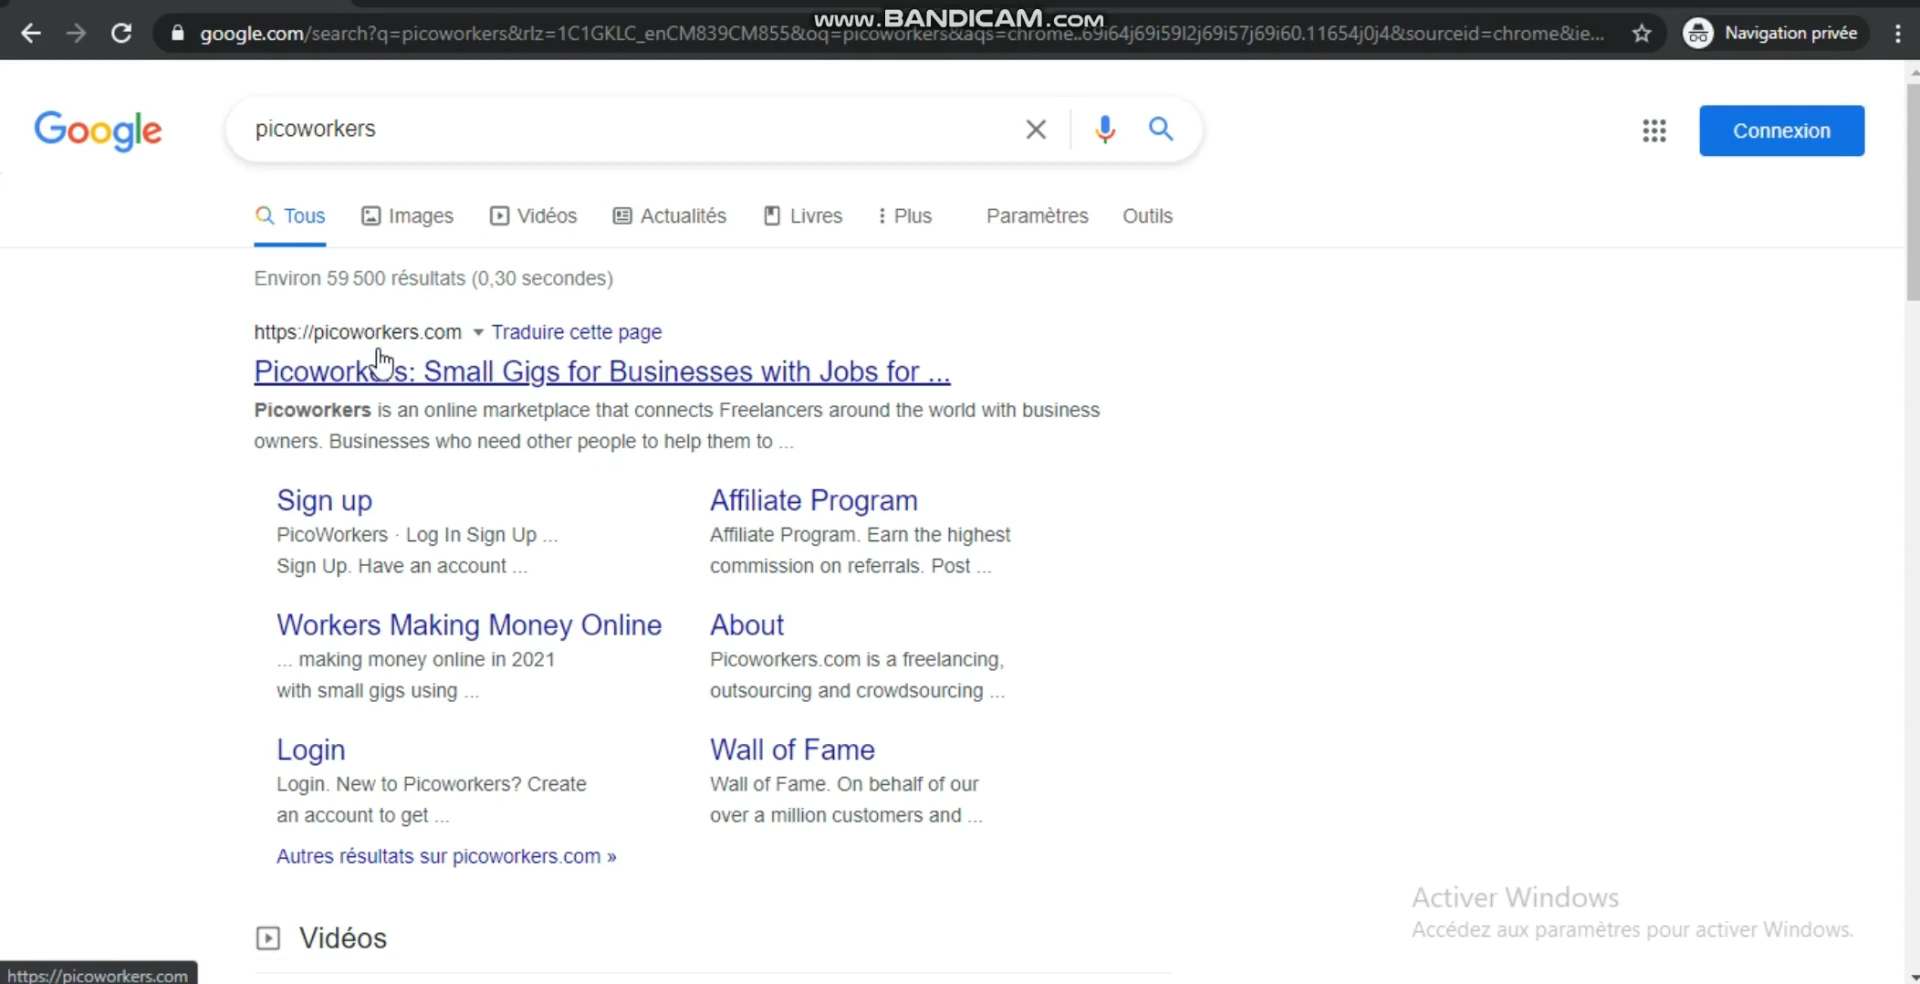 www.BANDICAM.com
google.com/search?q=picoworkers&rlz=1C1GKLC_enCM839CM855&oq=picoworkers&aqs=chrome..69i64j69i59l2j69i57j69i60.11654j0j4&sourceid=chrome&ie...
Navigation privée
Google
picoworkers
Connexion
Tous Images Vidéos Actualités Livres Plus Paramètres Outils
Environ 59 500 résultats (0,30 secondes)
https://picoworkers.com Traduire cette page
Picoworkers: Small Gigs for Businesses with Jobs for ...
Picoworkers is an online marketplace that connects Freelancers around the world with business
owners. Businesses who need other people to help them to ...
Sign up
PicoWorkers · Log In Sign Up ...
Sign Up. Have an account ...
Affiliate Program
Affiliate Program. Earn the highest
commission on referrals. Post ...
Workers Making Money Online
... making money online in 2021
with small gigs using ...
About
Picoworkers.com is a freelancing,
outsourcing and crowdsourcing ...
Login
Login. New to Picoworkers? Create
an account to get ...
Wall of Fame
Wall of Fame. On behalf of our
over a million customers and ...
Autres résultats sur picoworkers.com »
Vidéos
Activer Windows
Accédez aux paramètres pour activer Windows.
https://picoworkers.com